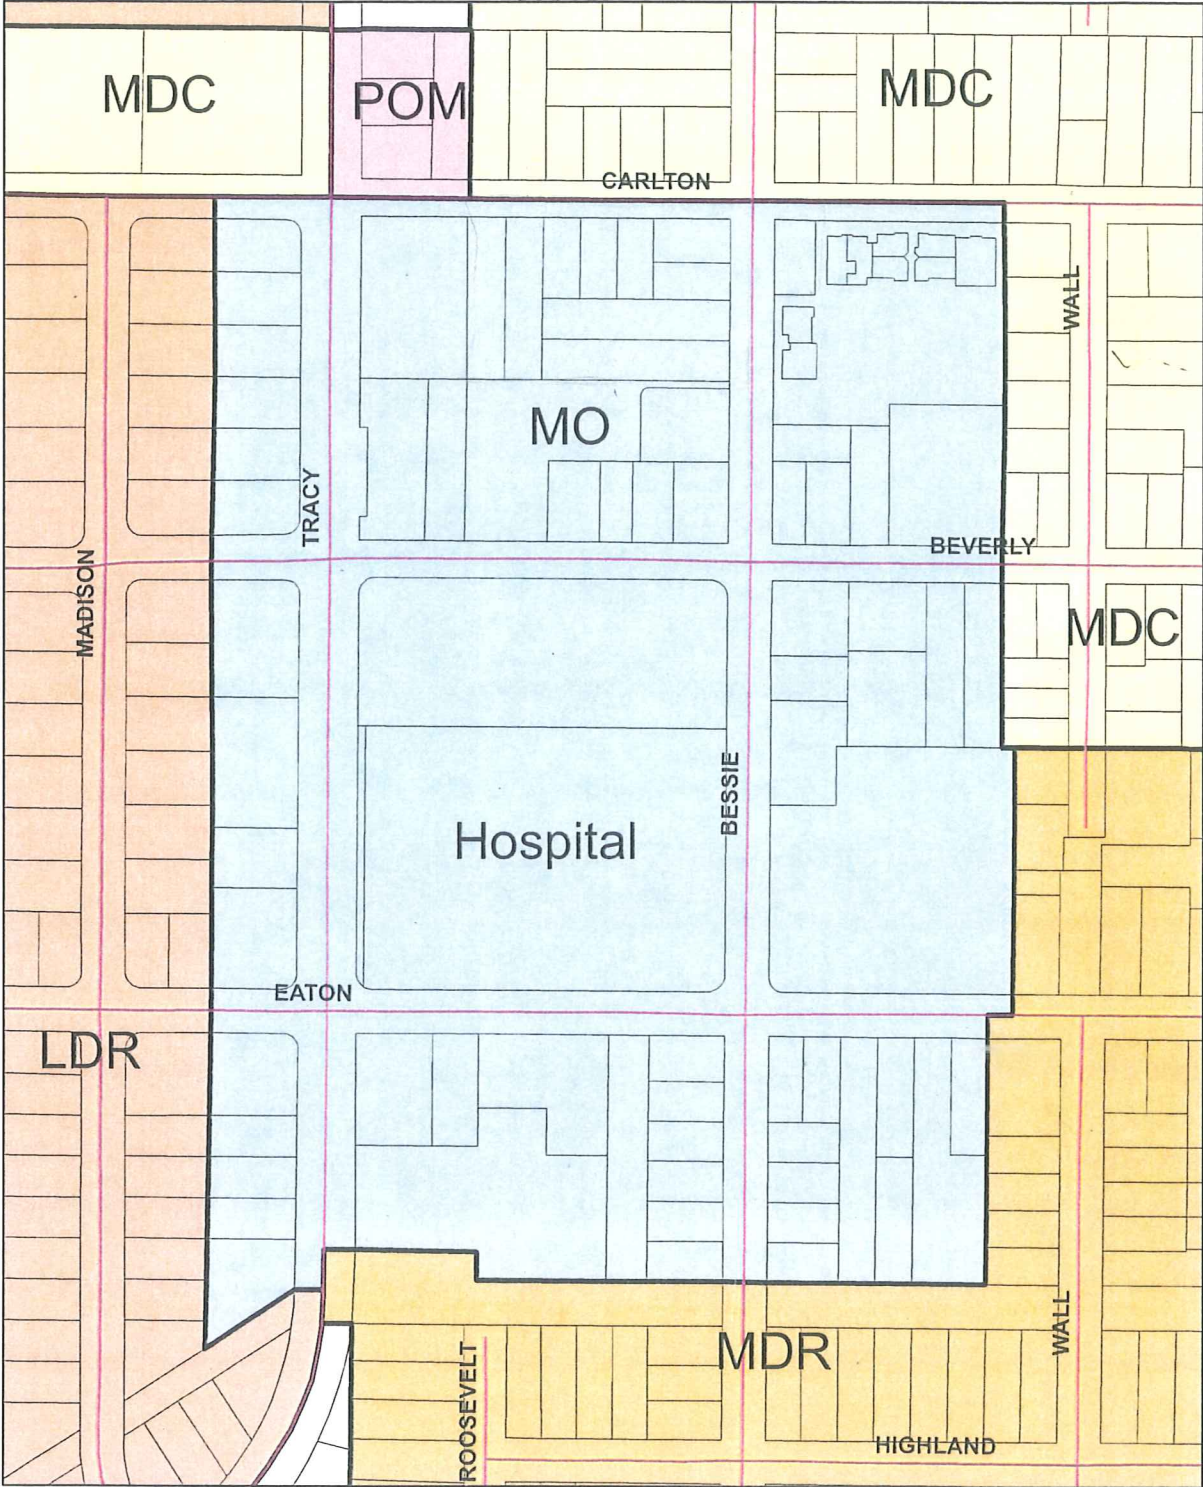 MDC
POM
MDC
CARLTON
WALL
MO
TRACY
BEVERLY
MADISON
MDC
BESSIE
Hospital
EATON
LDR
WALL
MDR
ROOSEVELT
HIGHLAND